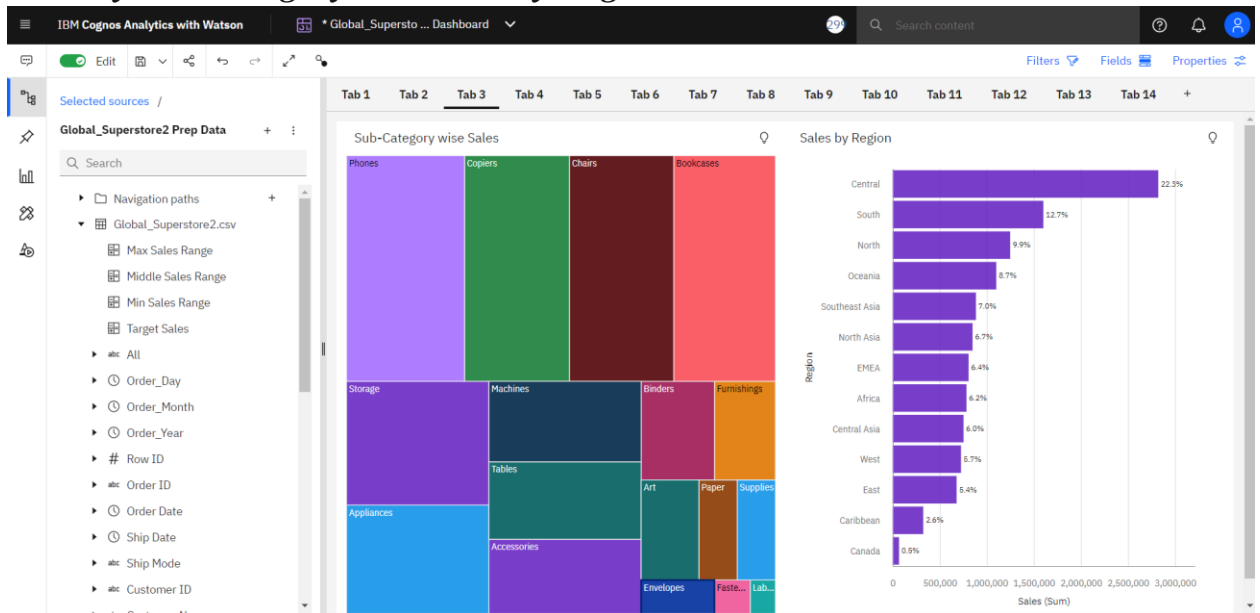 IBM Cognos Analytics with Watson
* Global_Supersto ... Dashboard
Search content
Edit
Filters
Fields
Properties
Selected sources /
Global_Superstore2 Prep Data
Search
Navigation paths
Global_Superstore2.csv
Max Sales Range
Middle Sales Range
Min Sales Range
Target Sales
abc All
Order_Day
Order_Month
Order_Year
# Row ID
abc Order ID
Order Date
Ship Date
abc Ship Mode
abc Customer ID
Tab 1 Tab 2 Tab 3 Tab 4 Tab 5 Tab 6 Tab 7 Tab 8 Tab 9 Tab 10 Tab 11 Tab 12 Tab 13 Tab 14 +
Sub-Category wise Sales
Phones
Copiers
Chairs
Bookcases
Storage
Machines
Binders
Furnishings
Tables
Art
Paper
Supplies
Appliances
Accessories
Envelopes
Faste...
Lab...
Sales by Region
Region
Central 22.3%
South 12.7%
North 9.9%
Oceania 8.7%
Southeast Asia 7.0%
North Asia 6.7%
EMEA 6.4%
Africa 6.2%
Central Asia 6.0%
West 5.7%
East 5.4%
Caribbean 2.6%
Canada 0.5%
0 500,000 1,000,000 1,500,000 2,000,000 2,500,000 3,000,000
Sales (Sum)